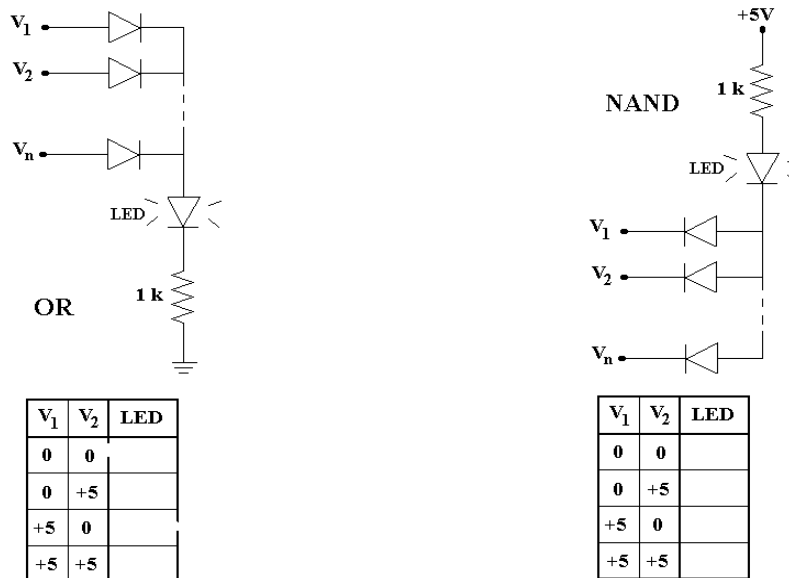 V1
V2
Vn
LED
1 k
OR
V1 V2 LED
0 0
0 +5
+5 0
+5 +5
+5V
1 k
NAND
LED
V1
V2
Vn
V1 V2 LED
0 0
0 +5
+5 0
+5 +5